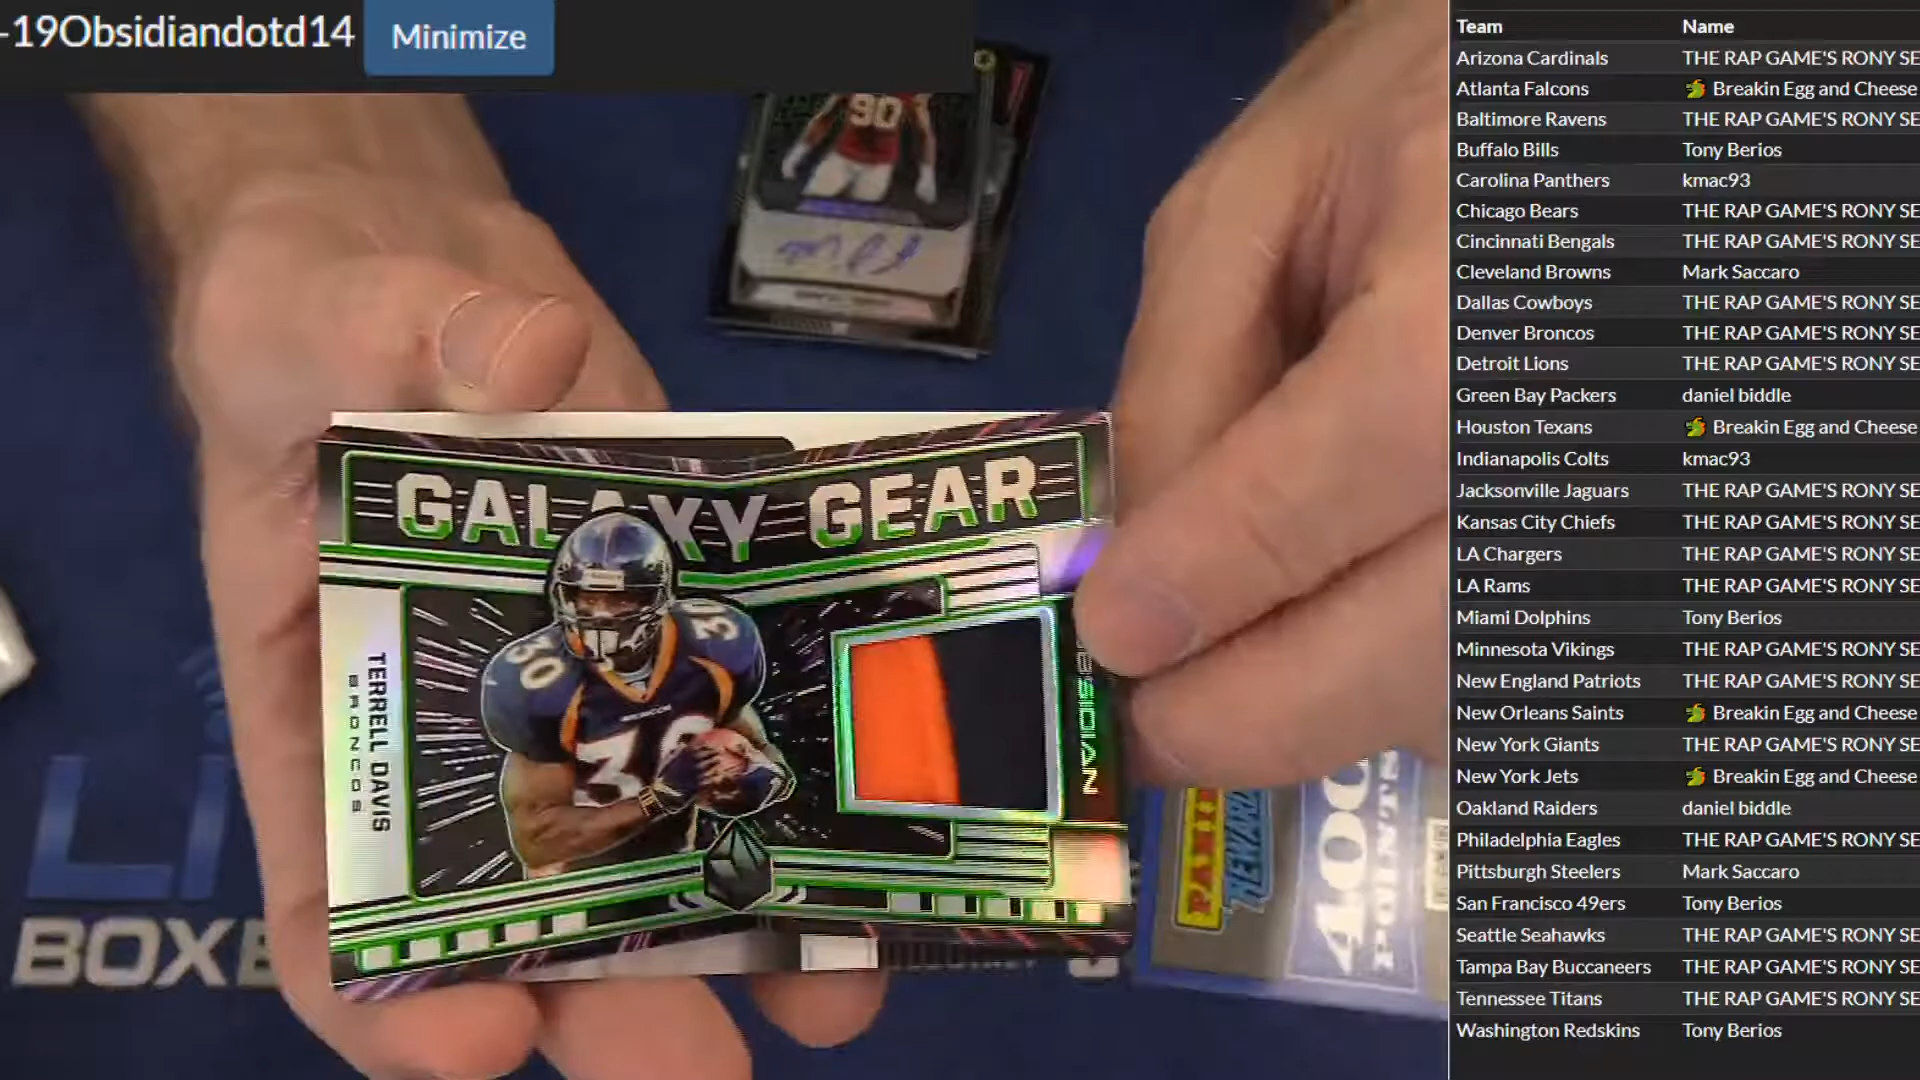 -19Obsidiandotd14
Minimize
90
GALAXY GEAR
30
30
30
TERRELL DAVIS
BRONCOS
OBSIDIAN
PANINI
REWARDS
400
POINTS
BOXE
Team Name
Arizona Cardinals THE RAP GAME'S RONY SE
Atlanta Falcons Breakin Egg and Cheese
Baltimore Ravens THE RAP GAME'S RONY SE
Buffalo Bills Tony Berios
Carolina Panthers kmac93
Chicago Bears THE RAP GAME'S RONY SE
Cincinnati Bengals THE RAP GAME'S RONY SE
Cleveland Browns Mark Saccaro
Dallas Cowboys THE RAP GAME'S RONY SE
Denver Broncos THE RAP GAME'S RONY SE
Detroit Lions THE RAP GAME'S RONY SE
Green Bay Packers daniel biddle
Houston Texans Breakin Egg and Cheese
Indianapolis Colts kmac93
Jacksonville Jaguars THE RAP GAME'S RONY SE
Kansas City Chiefs THE RAP GAME'S RONY SE
LA Chargers THE RAP GAME'S RONY SE
LA Rams THE RAP GAME'S RONY SE
Miami Dolphins Tony Berios
Minnesota Vikings THE RAP GAME'S RONY SE
New England Patriots THE RAP GAME'S RONY SE
New Orleans Saints Breakin Egg and Cheese
New York Giants THE RAP GAME'S RONY SE
New York Jets Breakin Egg and Cheese
Oakland Raiders daniel biddle
Philadelphia Eagles THE RAP GAME'S RONY SE
Pittsburgh Steelers Mark Saccaro
San Francisco 49ers Tony Berios
Seattle Seahawks THE RAP GAME'S RONY SE
Tampa Bay Buccaneers THE RAP GAME'S RONY SE
Tennessee Titans THE RAP GAME'S RONY SE
Washington Redskins Tony Berios